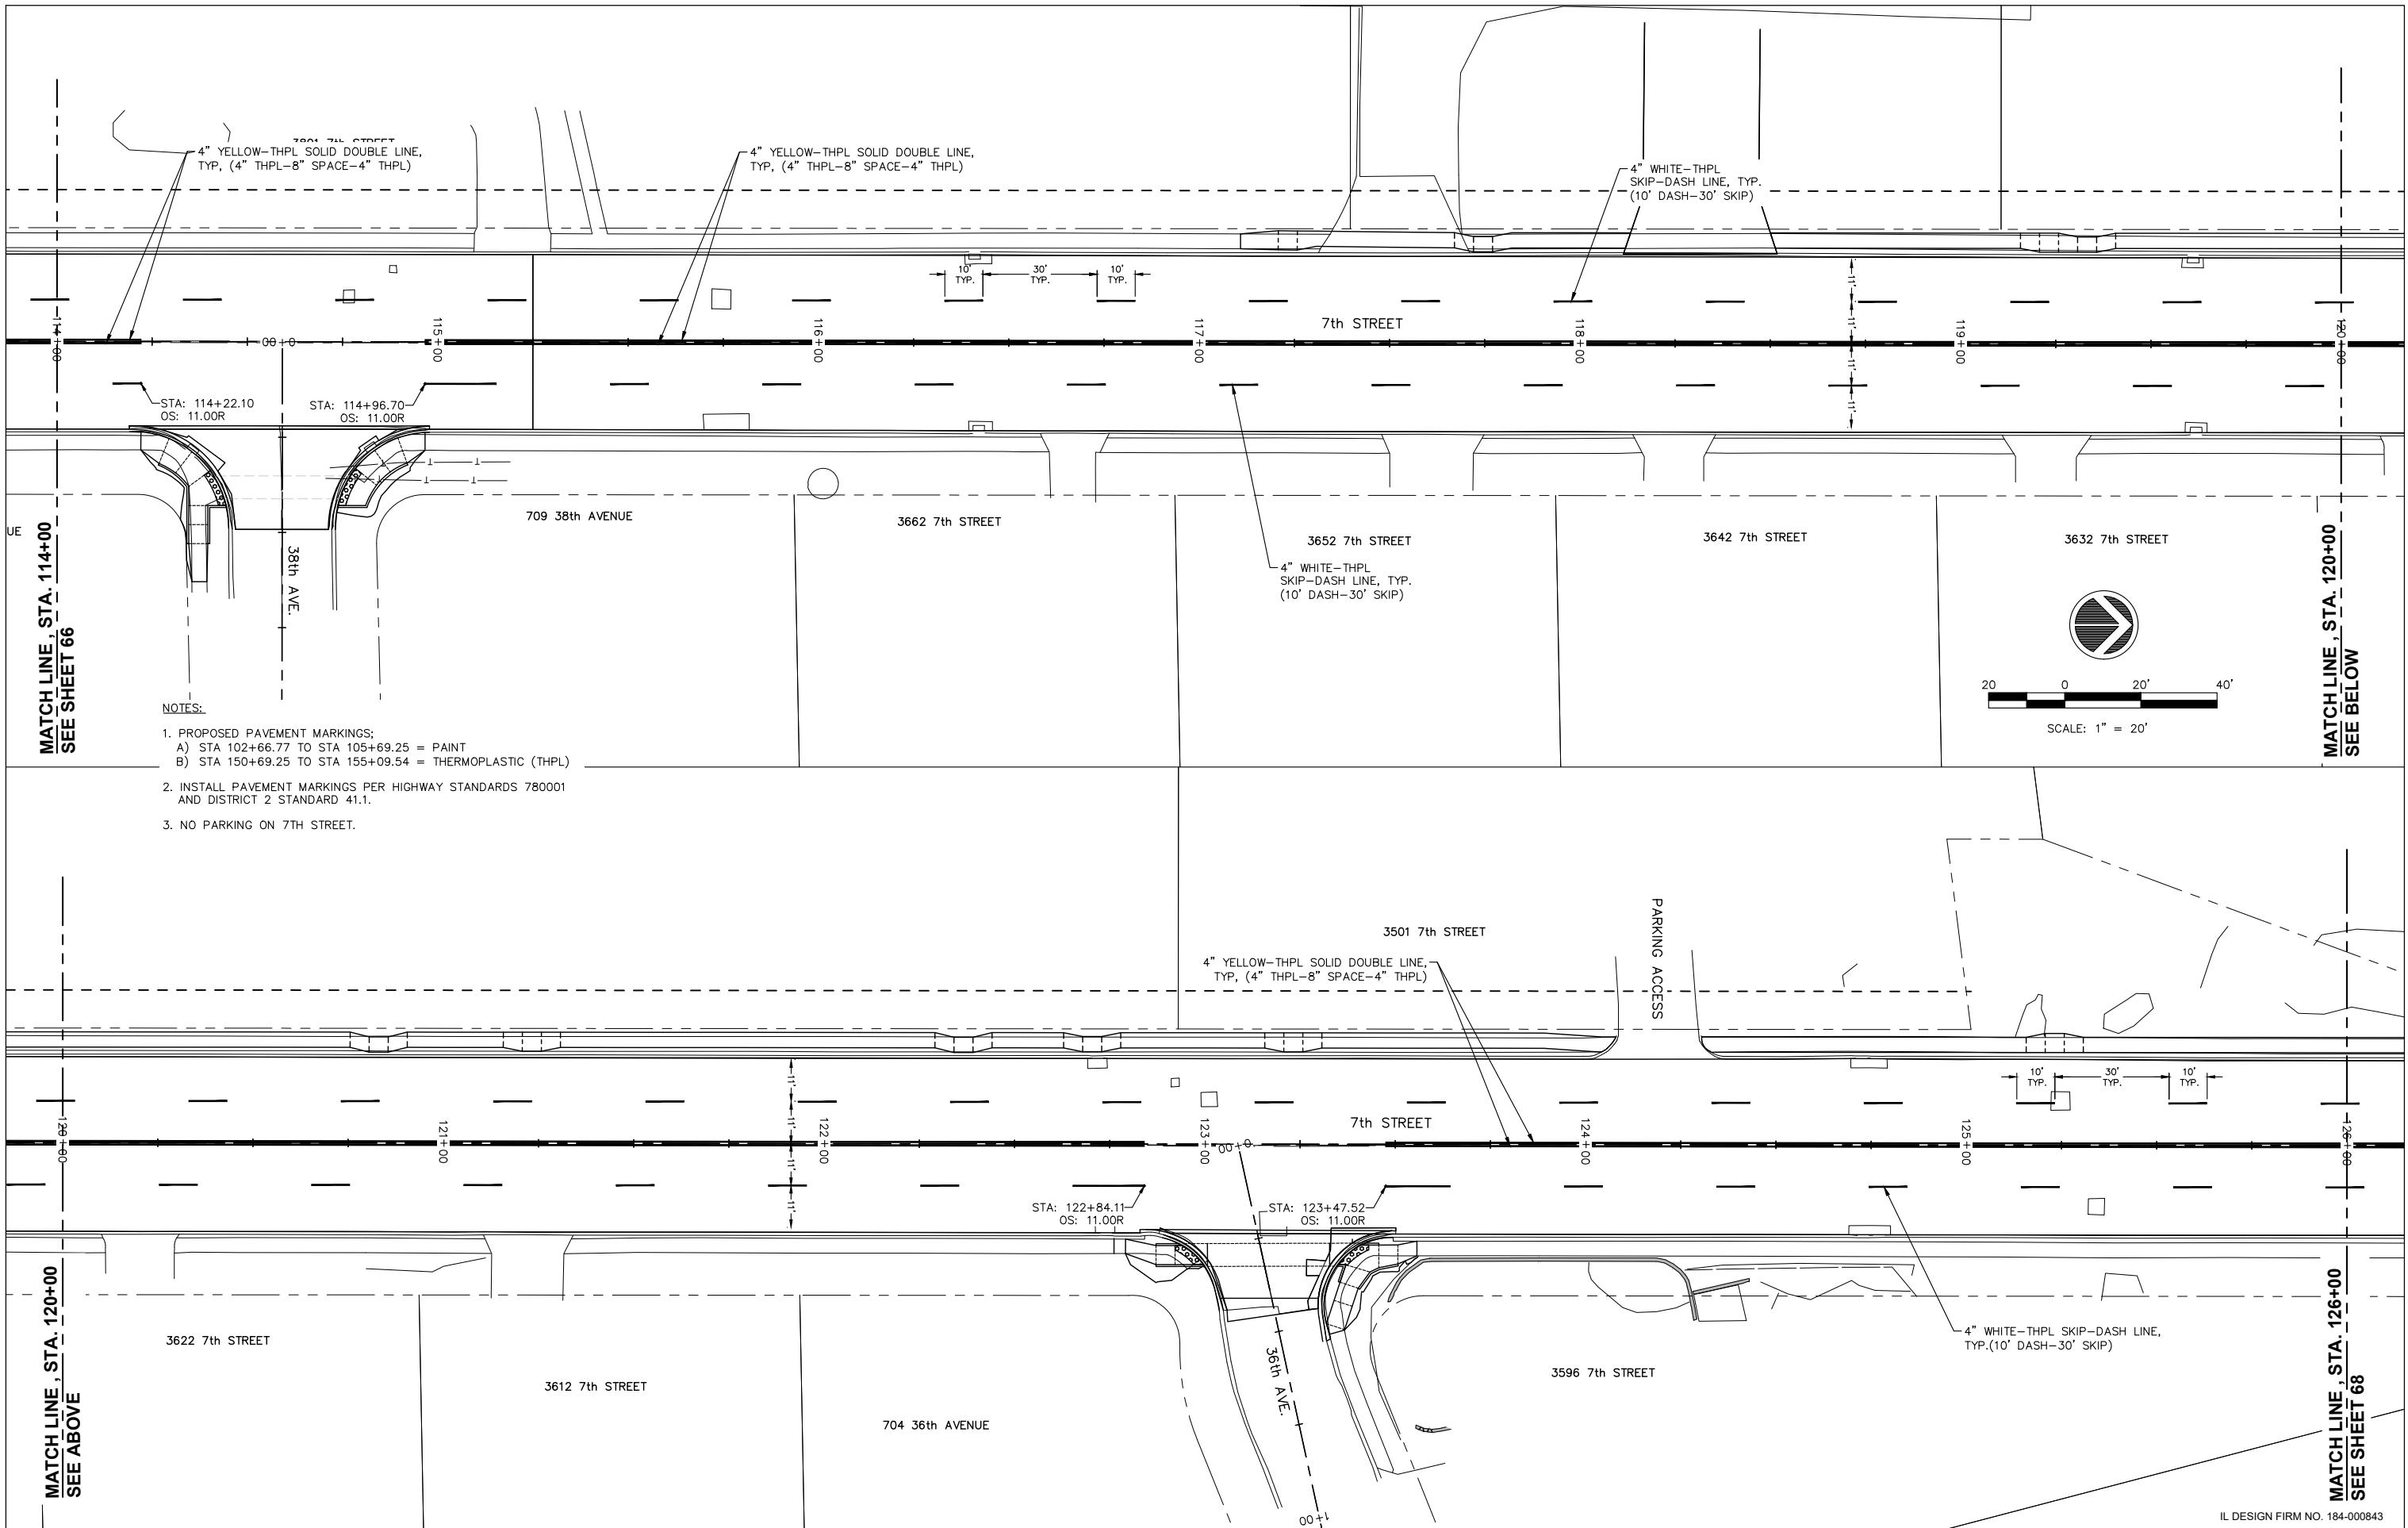 3801 7th STREET
4" YELLOW-THPL SOLID DOUBLE LINE,
TYP, (4" THPL-8" SPACE-4" THPL)
4" YELLOW-THPL SOLID DOUBLE LINE,
TYP, (4" THPL-8" SPACE-4" THPL)
4" WHITE-THPL
SKIP-DASH LINE, TYP.
(10' DASH-30' SKIP)
10'
TYP.
30'
TYP.
10'
TYP.
11'
11'
11'
11'
7th STREET
114+00
0+00
115+00
116+00
117+00
118+00
119+00
120+00
STA: 114+22.10
OS: 11.00R
STA: 114+96.70
OS: 11.00R
UE
709 38th AVENUE
3662 7th STREET
3652 7th STREET
3642 7th STREET
3632 7th STREET
38th AVE.
4" WHITE-THPL
SKIP-DASH LINE, TYP.
(10' DASH-30' SKIP)
MATCH LINE, STA. 114+00
SEE SHEET 66
MATCH LINE, STA. 120+00
SEE BELOW
20
0
20'
40'
SCALE: 1" = 20'
NOTES:
1. PROPOSED PAVEMENT MARKINGS;
A) STA 102+66.77 TO STA 105+69.25 = PAINT
B) STA 150+69.25 TO STA 155+09.54 = THERMOPLASTIC (THPL)
2. INSTALL PAVEMENT MARKINGS PER HIGHWAY STANDARDS 780001
AND DISTRICT 2 STANDARD 41.1.
3. NO PARKING ON 7TH STREET.
3501 7th STREET
PARKING ACCESS
4" YELLOW-THPL SOLID DOUBLE LINE,
TYP, (4" THPL-8" SPACE-4" THPL)
10'
TYP.
30'
TYP.
10'
TYP.
11'
11'
11'
11'
7th STREET
120+00
121+00
122+00
123+00
0+00
124+00
125+00
126+00
STA: 122+84.11
OS: 11.00R
STA: 123+47.52
OS: 11.00R
3622 7th STREET
3612 7th STREET
704 36th AVENUE
36th AVE.
1+00
3596 7th STREET
4" WHITE-THPL SKIP-DASH LINE,
TYP.(10' DASH-30' SKIP)
MATCH LINE, STA. 120+00
SEE ABOVE
MATCH LINE, STA. 126+00
SEE SHEET 68
IL DESIGN FIRM NO. 184-000843